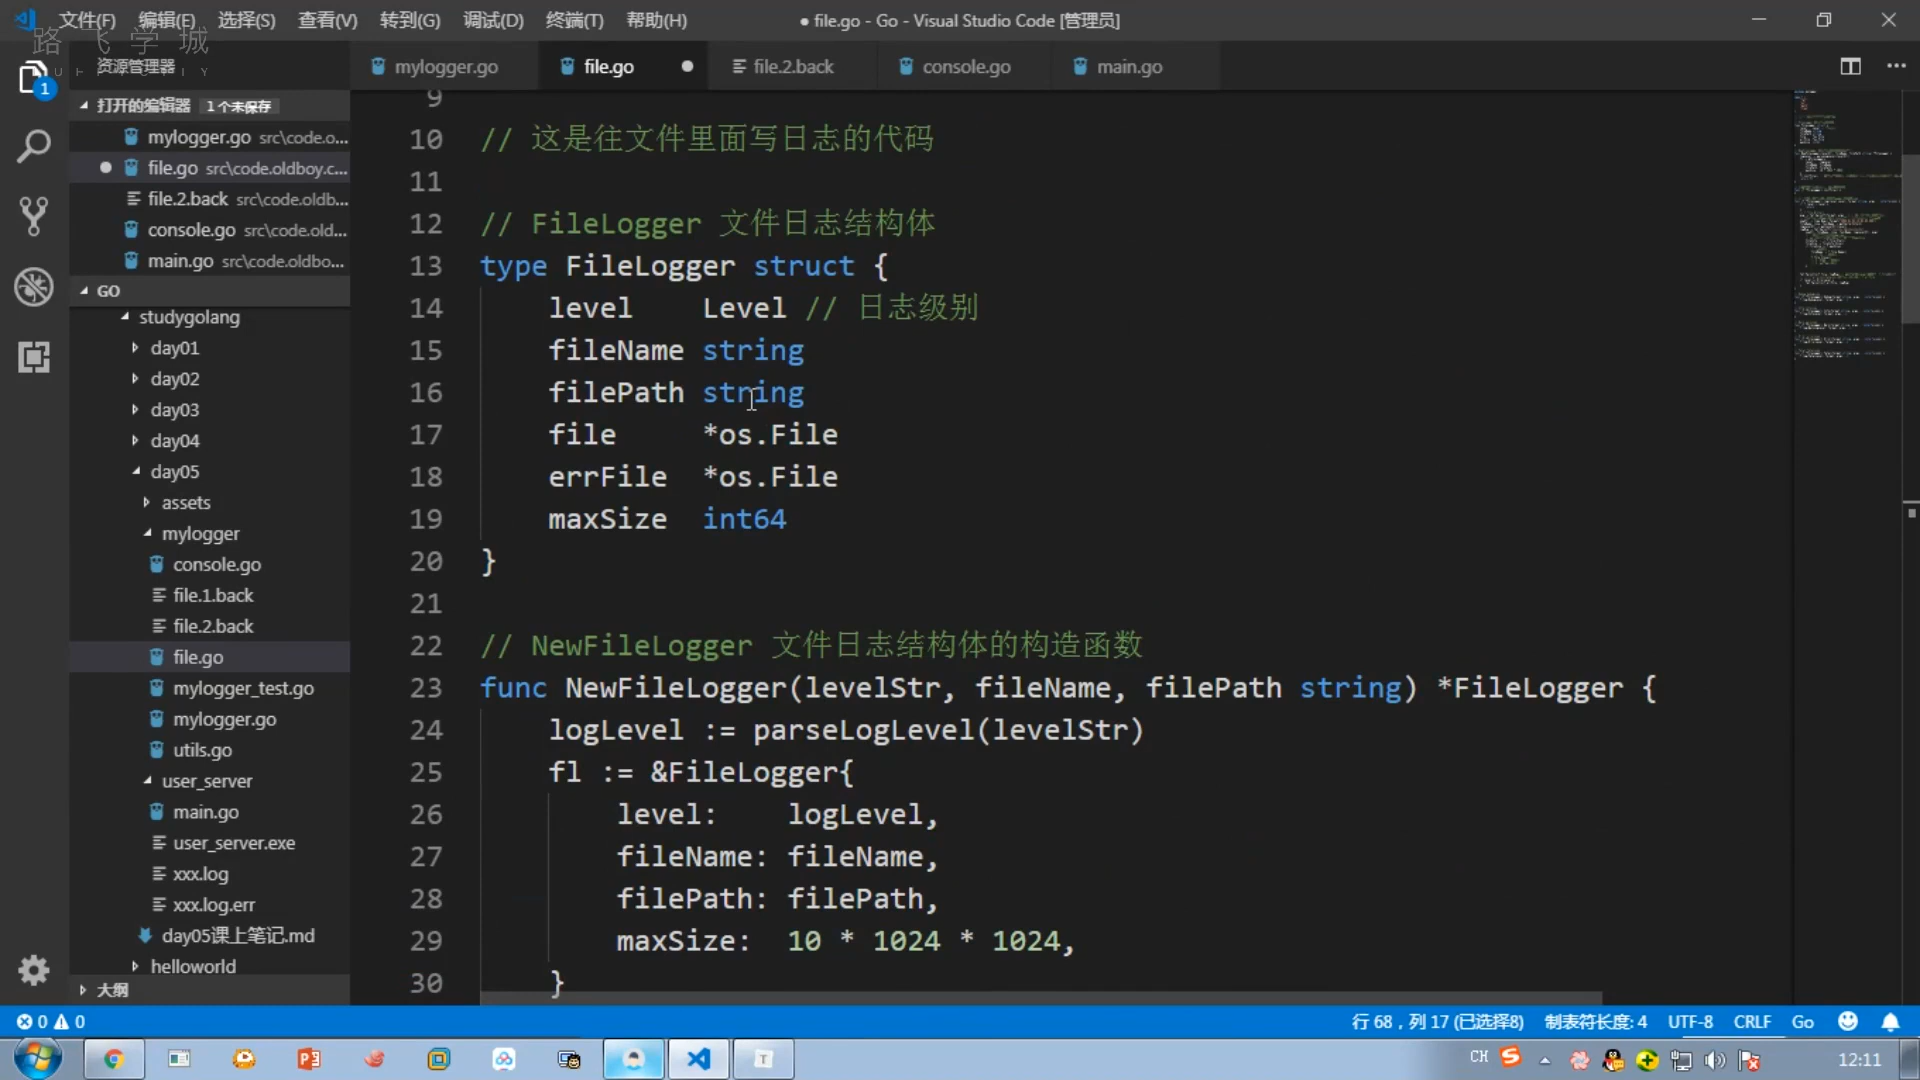 文件(F) 编辑(E) 选择(S) 查看(V) 转到(G) 调试(D) 终端(T) 帮助(H) ● file.go - Go - Visual Studio Code [管理员]
路飞学城
资源管理器
mylogger.go file.go file.2.back console.go main.go
1
打开的编辑器 1 个未保存
mylogger.go src\code.o...
file.go src\code.oldboy.c...
file.2.back src\code.oldb...
console.go src\code.old...
main.go src\code.oldbo...
GO
studygolang
day01
day02
day03
day04
day05
assets
mylogger
console.go
file.1.back
file.2.back
file.go
mylogger_test.go
mylogger.go
utils.go
user_server
main.go
user_server.exe
xxx.log
xxx.log.err
day05课上笔记.md
helloworld
大纲
9
10 // 这是往文件里面写日志的代码
11
12 // FileLogger 文件日志结构体
13 type FileLogger struct {
14 level Level // 日志级别
15 fileName string
16 filePath string
17 file *os.File
18 errFile *os.File
19 maxSize int64
20 }
21
22 // NewFileLogger 文件日志结构体的构造函数
23 func NewFileLogger(levelStr, fileName, filePath string) *FileLogger {
24 logLevel := parseLogLevel(levelStr)
25 fl := &FileLogger{
26 level: logLevel,
27 fileName: fileName,
28 filePath: filePath,
29 maxSize: 10 * 1024 * 1024,
30 }
0 0 行 68，列 17 (已选择8) 制表符长度: 4 UTF-8 CRLF Go
CH 12:11